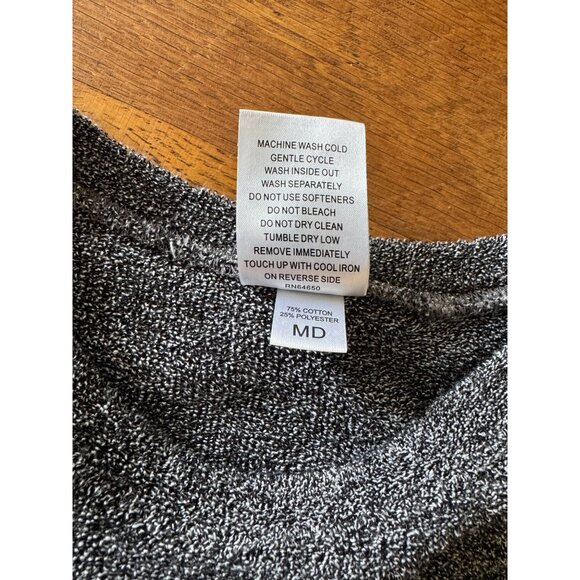 MACHINE WASH COLD
GENTLE CYCLE
WASH INSIDE OUT
WASH SEPARATELY
DO NOT USE SOFTENERS
DO NOT BLEACH
DO NOT DRY CLEAN
TUMBLE DRY LOW
REMOVE IMMEDIATELY
TOUCH UP WITH COOL IRON
ON REVERSE SIDE
RN64650
75% COTTON
25% POLYESTER
MD